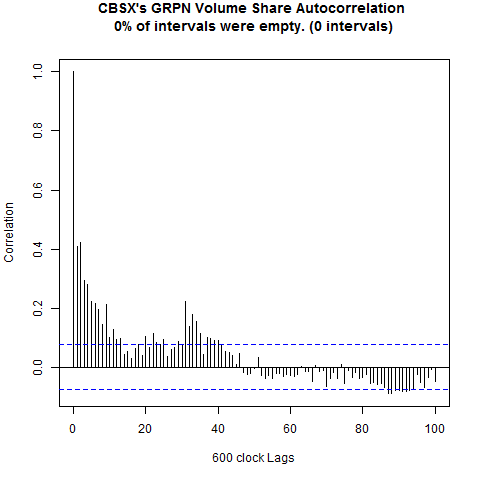 CBSX's GRPN Volume Share Autocorrelation
0% of intervals were empty. (0 intervals)
1.0
0.8
0.6
0.4
0.2
0.0
Correlation
0 20 40 60 80 100
600 clock Lags